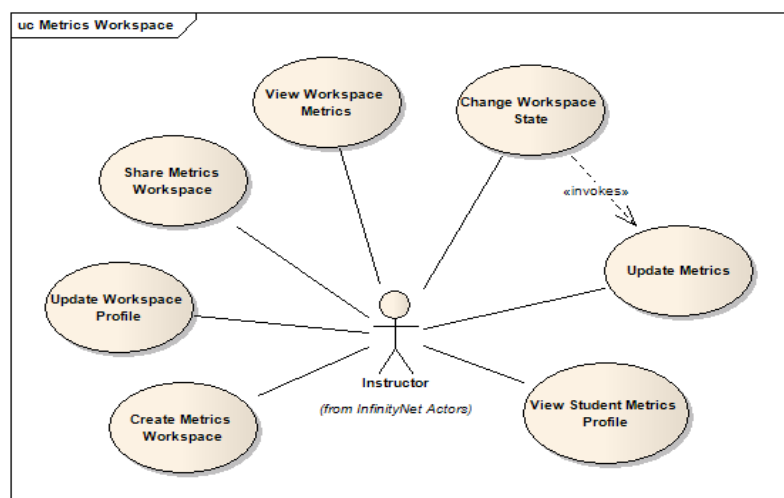 uc Metrics Workspace
View Workspace
Metrics
Change Workspace
State
Share Metrics
Workspace
«invokes»
Update Metrics
Update Workspace
Profile
Instructor
(from InfinityNet Actors)
View Student Metrics
Profile
Create Metrics
Workspace